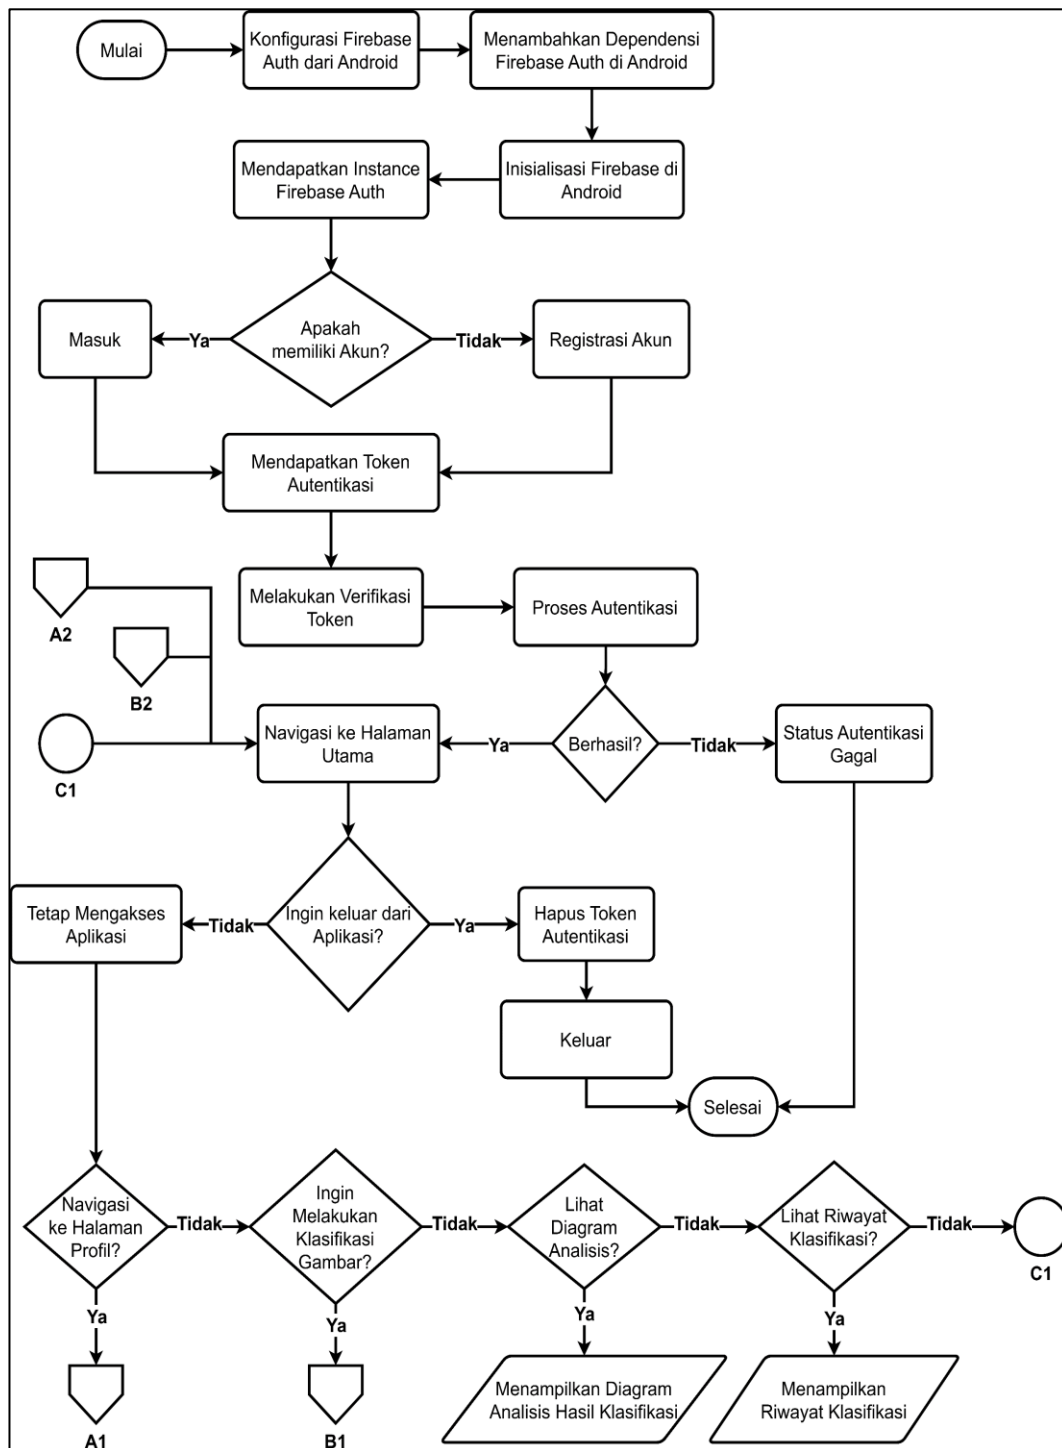 Mulai
Konfigurasi Firebase
Auth dari Android
Menambahkan Dependensi
Firebase Auth di Android
Inisialisasi Firebase di
Android
Mendapatkan Instance
Firebase Auth
Apakah
memiliki Akun?
Ya
Tidak
Masuk
Registrasi Akun
Mendapatkan Token
Autentikasi
Melakukan Verifikasi
Token
Proses Autentikasi
A2
B2
C1
Navigasi ke Halaman
Utama
Ya
Berhasil?
Tidak
Status Autentikasi
Gagal
Tetap Mengakses
Aplikasi
Tidak
Ingin keluar dari
Aplikasi?
Ya
Hapus Token
Autentikasi
Keluar
Selesai
Navigasi
ke Halaman
Profil?
Tidak
Ingin
Melakukan
Klasifikasi
Gambar?
Tidak
Lihat
Diagram
Analisis?
Tidak
Lihat Riwayat
Klasifikasi?
Tidak
C1
Ya
Ya
Ya
Ya
A1
B1
Menampilkan Diagram
Analisis Hasil Klasifikasi
Menampilkan
Riwayat Klasifikasi